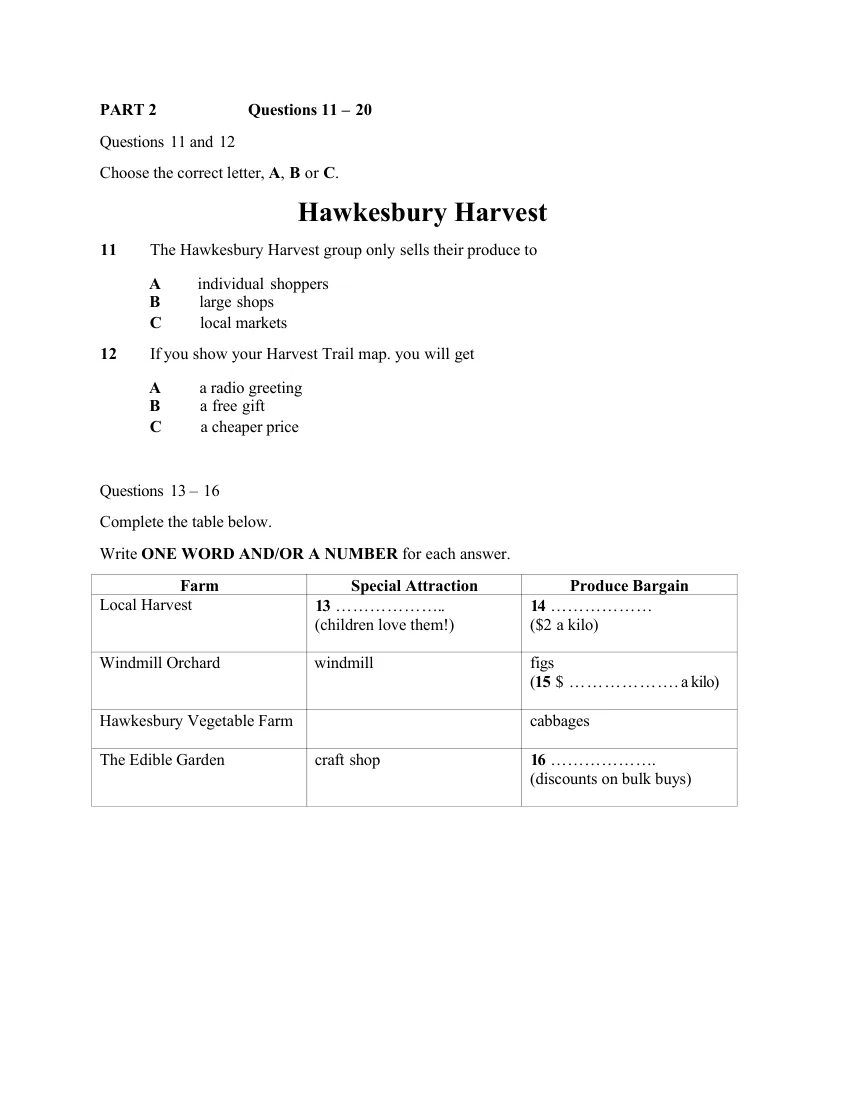 PART 2 Questions 11 – 20
Questions 11 and 12
Choose the correct letter, A, B or C.
Hawkesbury Harvest
11 The Hawkesbury Harvest group only sells their produce to
A individual shoppers
B large shops
C local markets
12 If you show your Harvest Trail map. you will get
A a radio greeting
B a free gift
C a cheaper price
Questions 13 – 16
Complete the table below.
Write ONE WORD AND/OR A NUMBER for each answer.
Farm Special Attraction Produce Bargain
Local Harvest 13 ……………….. 14 ………………
(children love them!) ($2 a kilo)
Windmill Orchard windmill figs
(15 $ ………………. a kilo)
Hawkesbury Vegetable Farm cabbages
The Edible Garden craft shop 16 ……………….
(discounts on bulk buys)